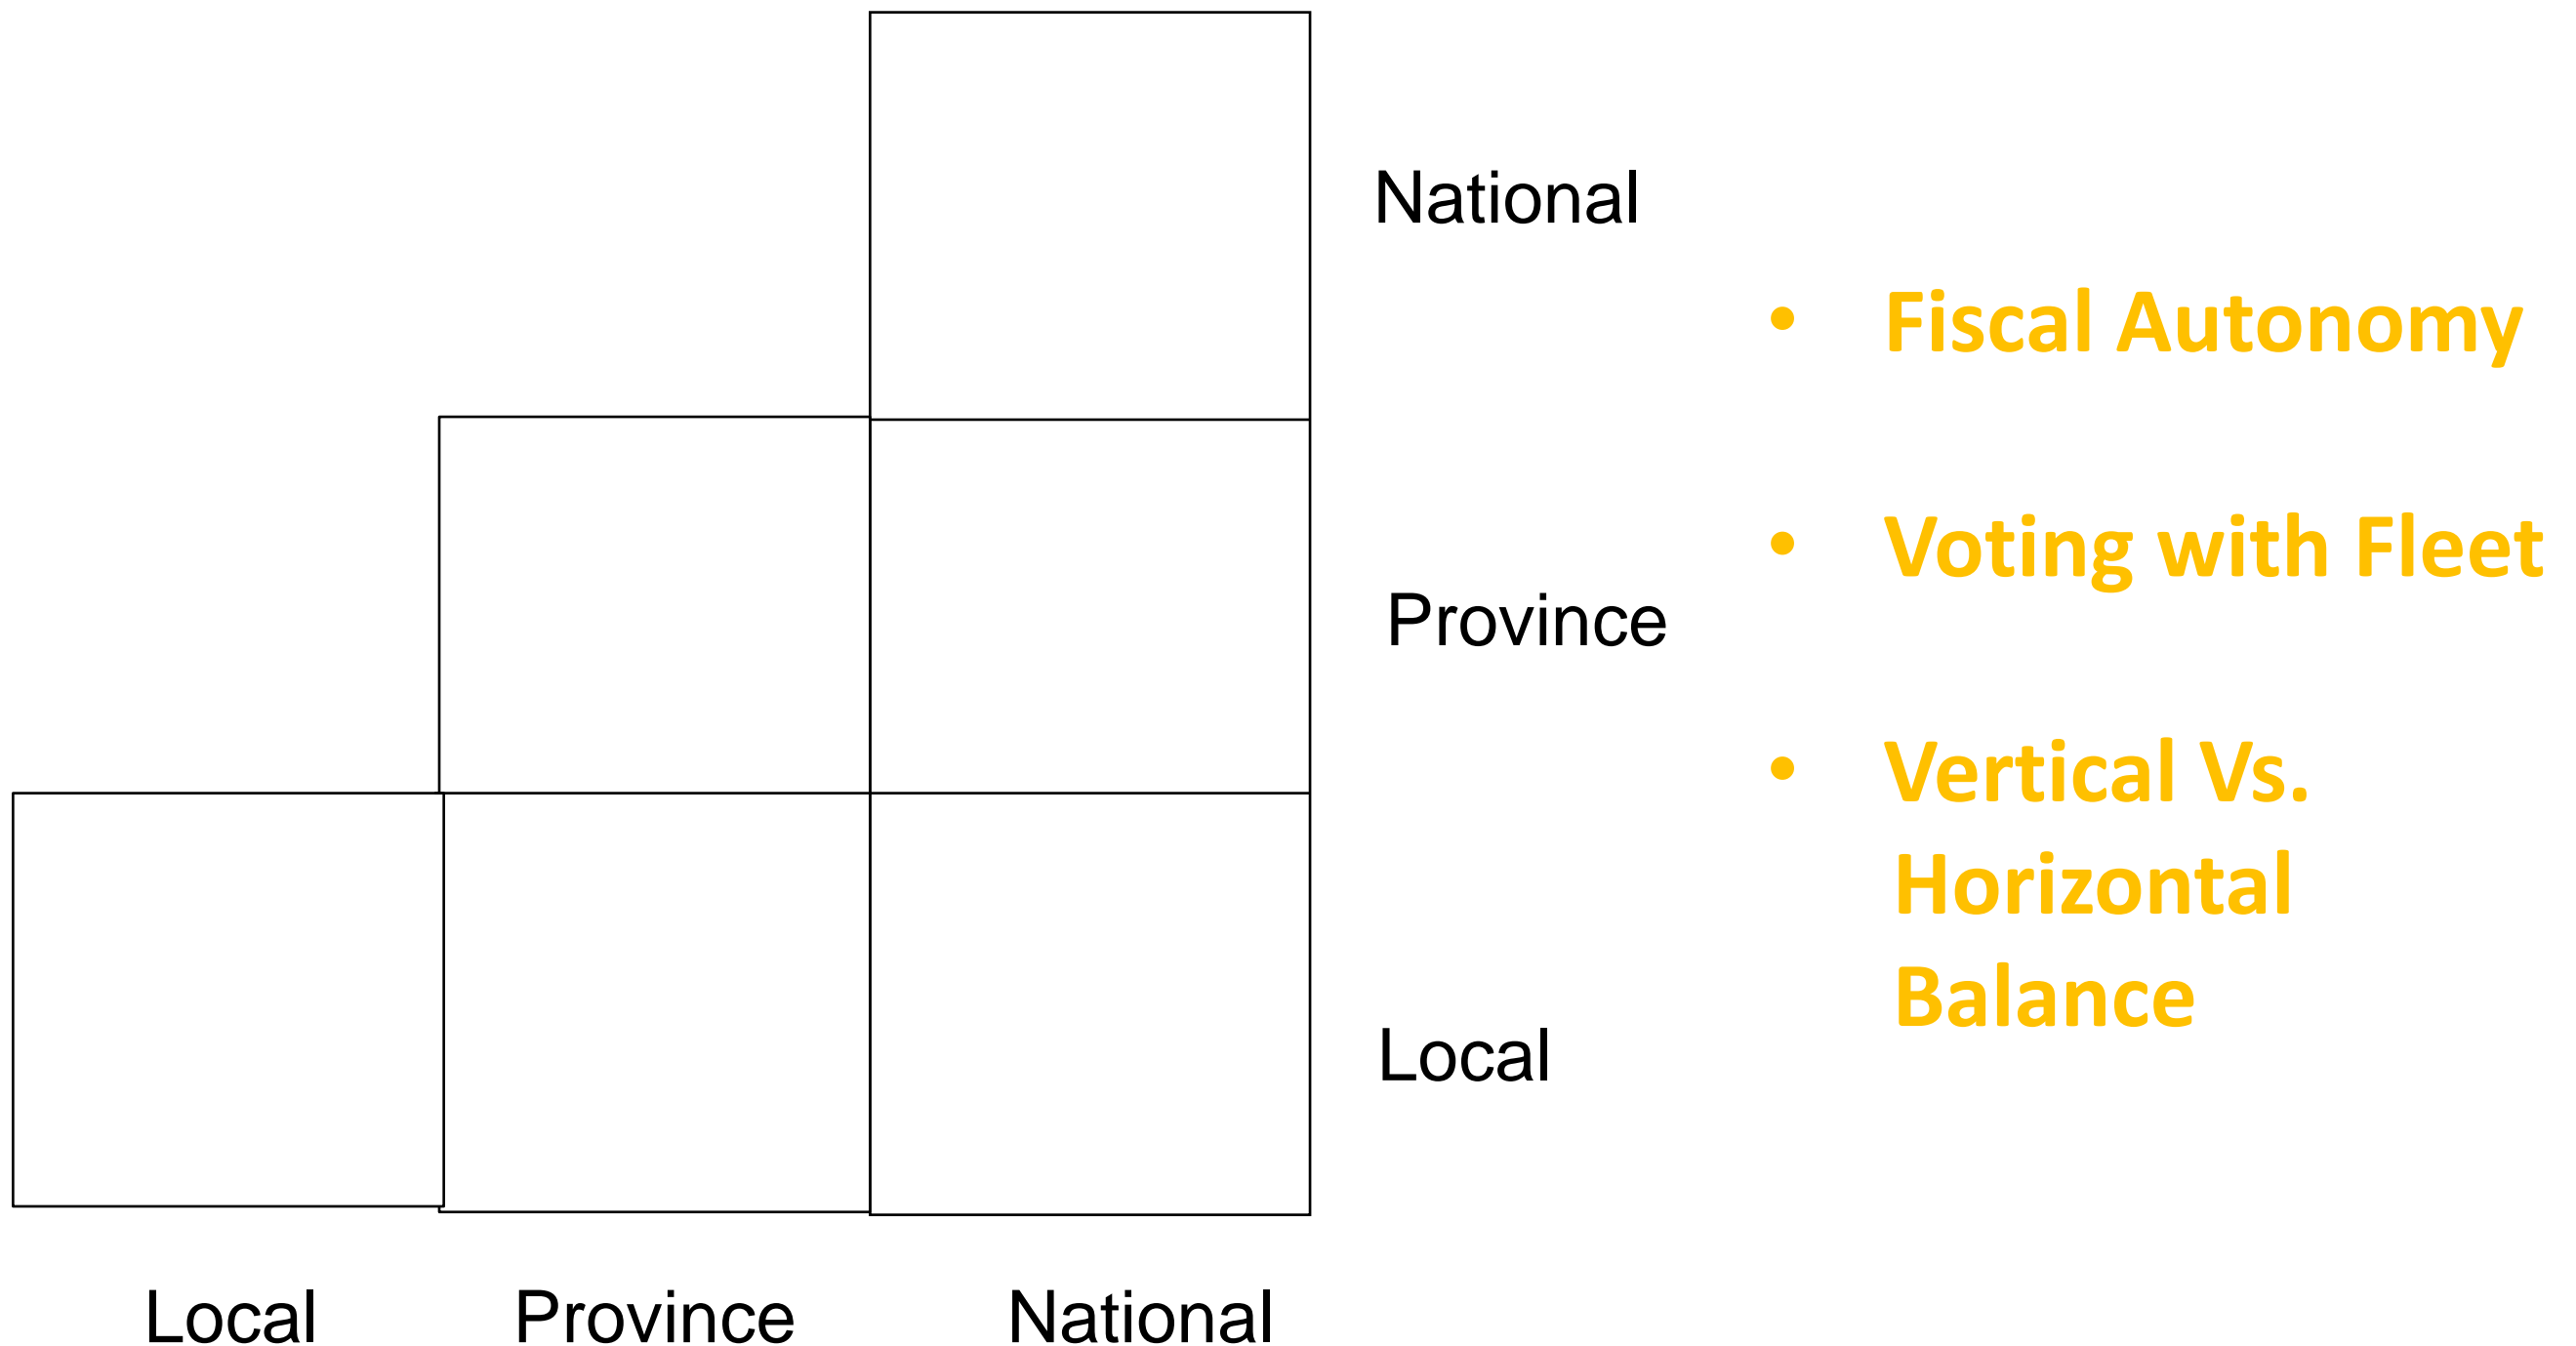 National
Province
Local
Local Province National
• Fiscal Autonomy
• Voting with Fleet
• Vertical Vs.
Horizontal
Balance